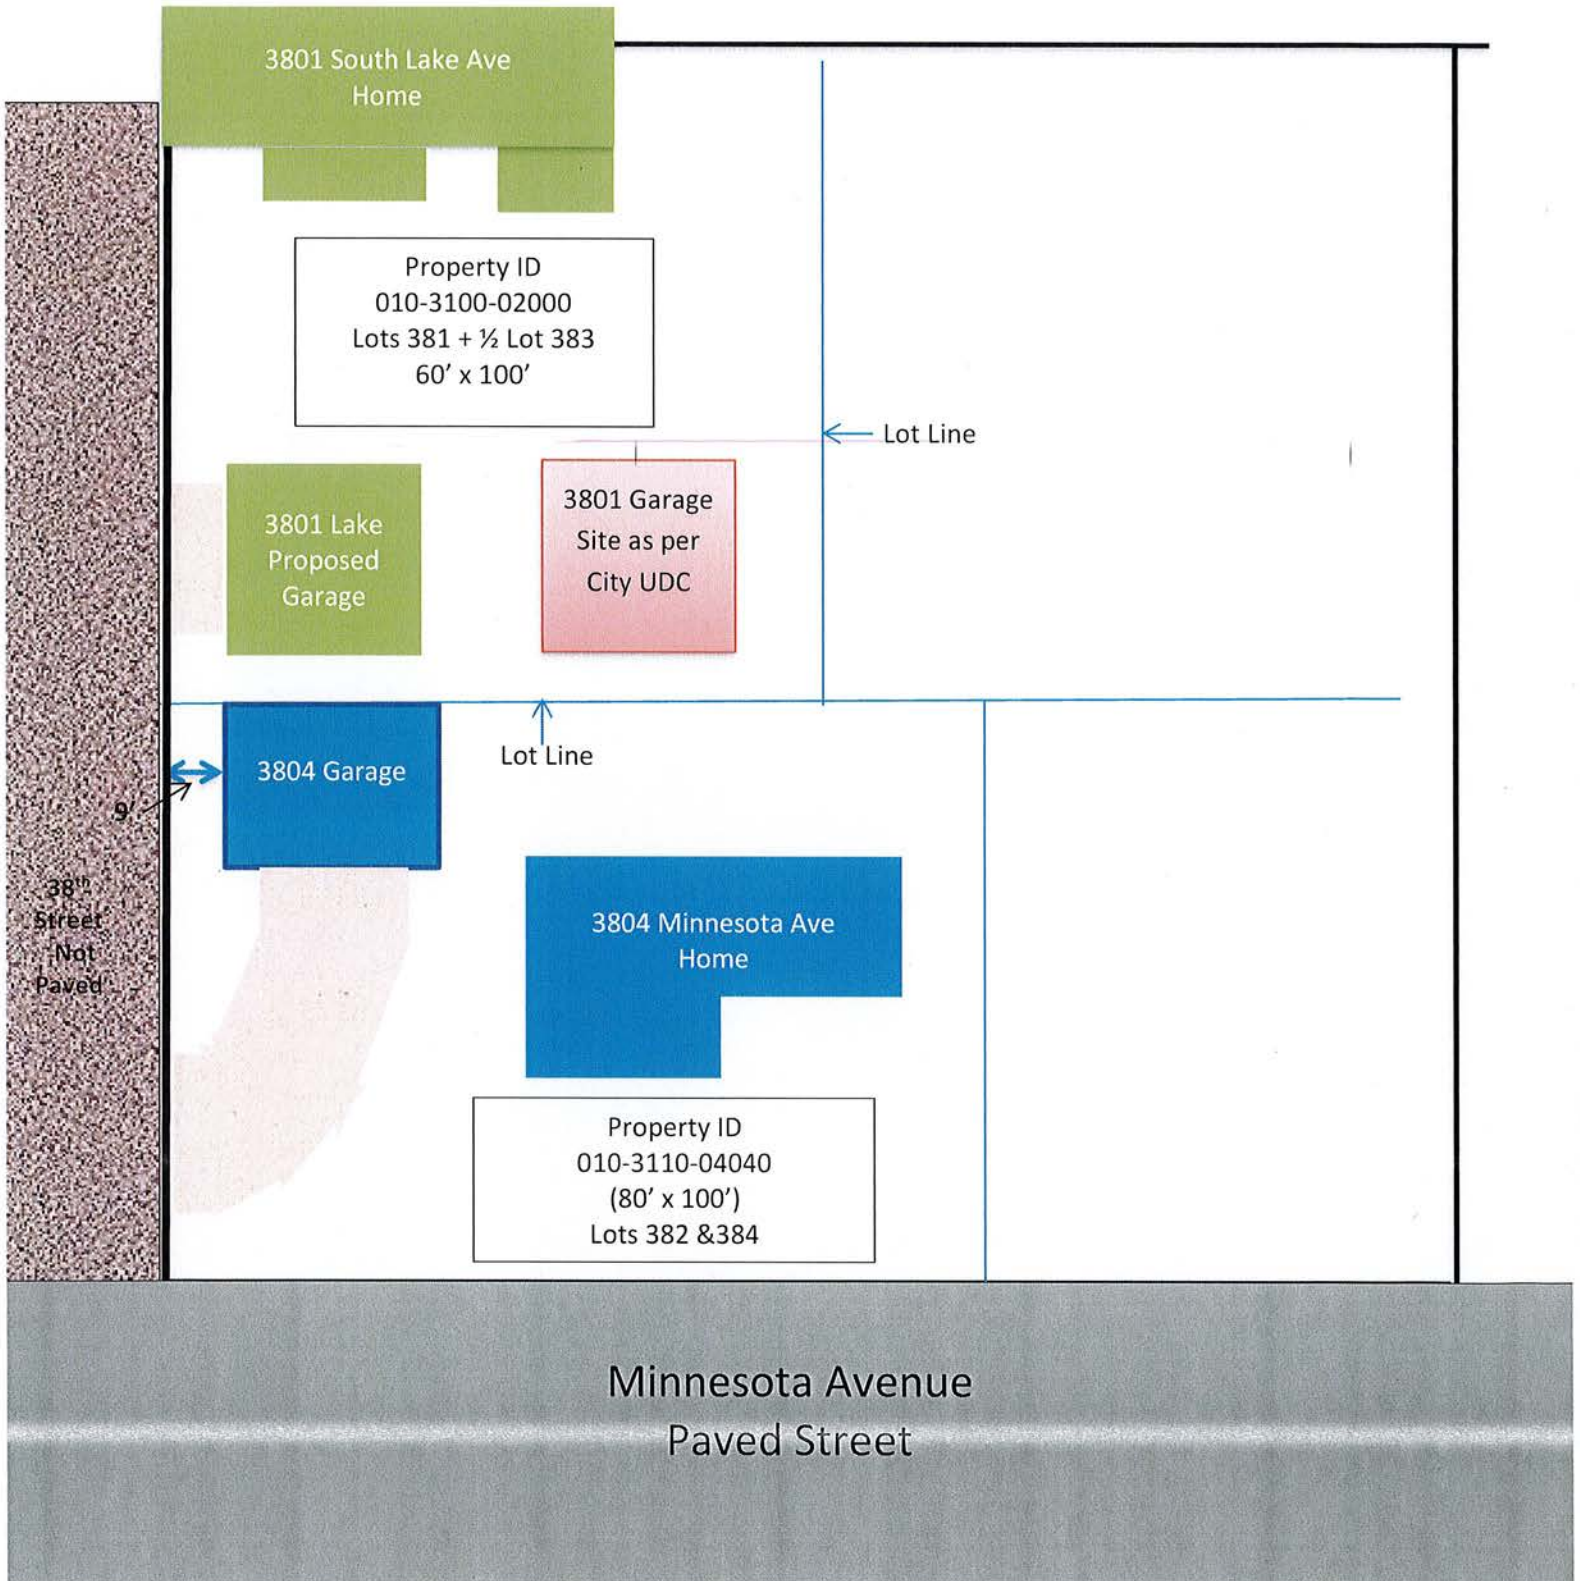 3801 South Lake Ave
Home
Property ID
010-3100-02000
Lots 381 + ½ Lot 383
60’ x 100’
Lot Line
3801 Lake
Proposed
Garage
3801 Garage
Site as per
City UDC
Lot Line
3804 Garage
9’
38th
Street
Not
Paved
3804 Minnesota Ave
Home
Property ID
010-3110-04040
(80’ x 100’)
Lots 382 &384
Minnesota Avenue
Paved Street